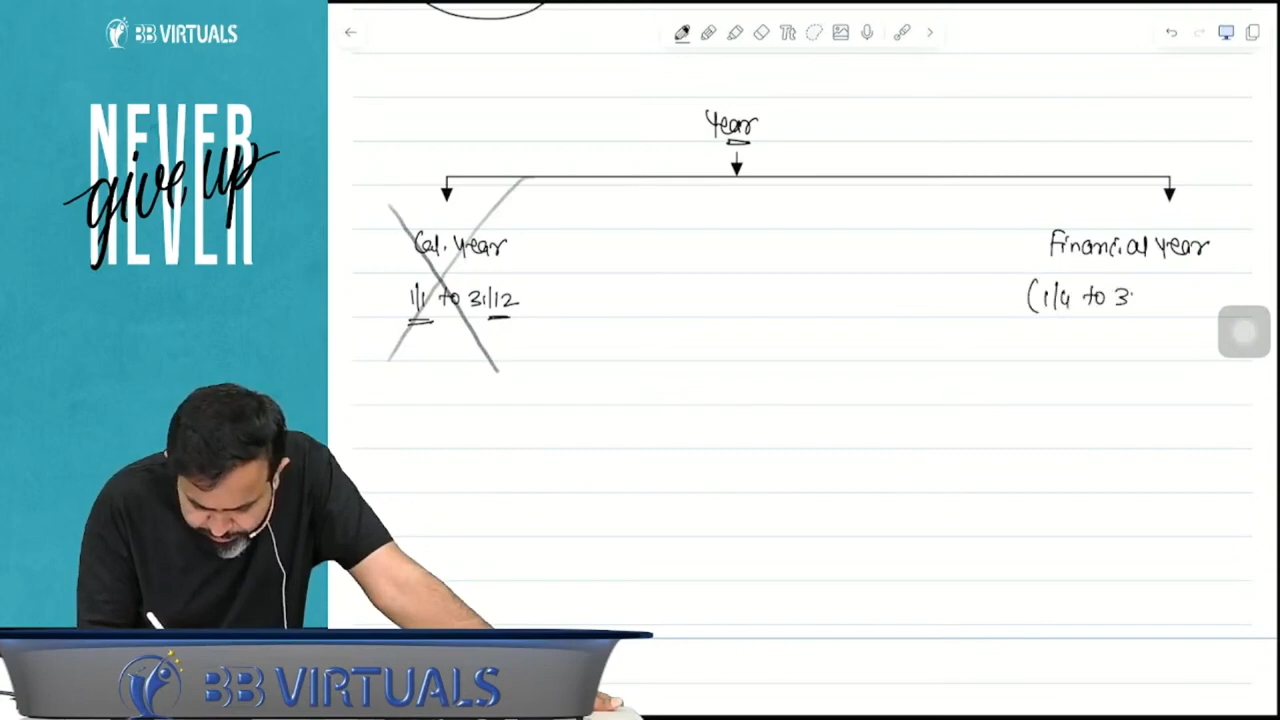 BB VIRTUALS
NEVER
give up
NEVER
Year
Cal. Year
Financial Year
1/1 to 31/12
(1/4 to 3
BB VIRTUALS